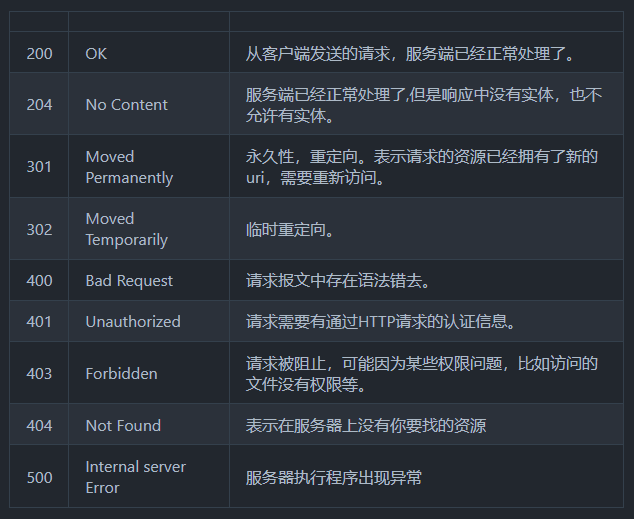 200 OK 从客户端发送的请求，服务端已经正常处理了。
204 No Content 服务端已经正常处理了,但是响应中没有实体，也不
允许有实体。
301 Moved
Permanently 永久性，重定向。表示请求的资源已经拥有了新的
uri，需要重新访问。
302 Moved
Temporarily 临时重定向。
400 Bad Request 请求报文中存在语法错去。
401 Unauthorized 请求需要有通过HTTP请求的认证信息。
403 Forbidden 请求被阻止，可能因为某些权限问题，比如访问的
文件没有权限等。
404 Not Found 表示在服务器上没有你要找的资源
500 Internal server
Error 服务器执行程序出现异常